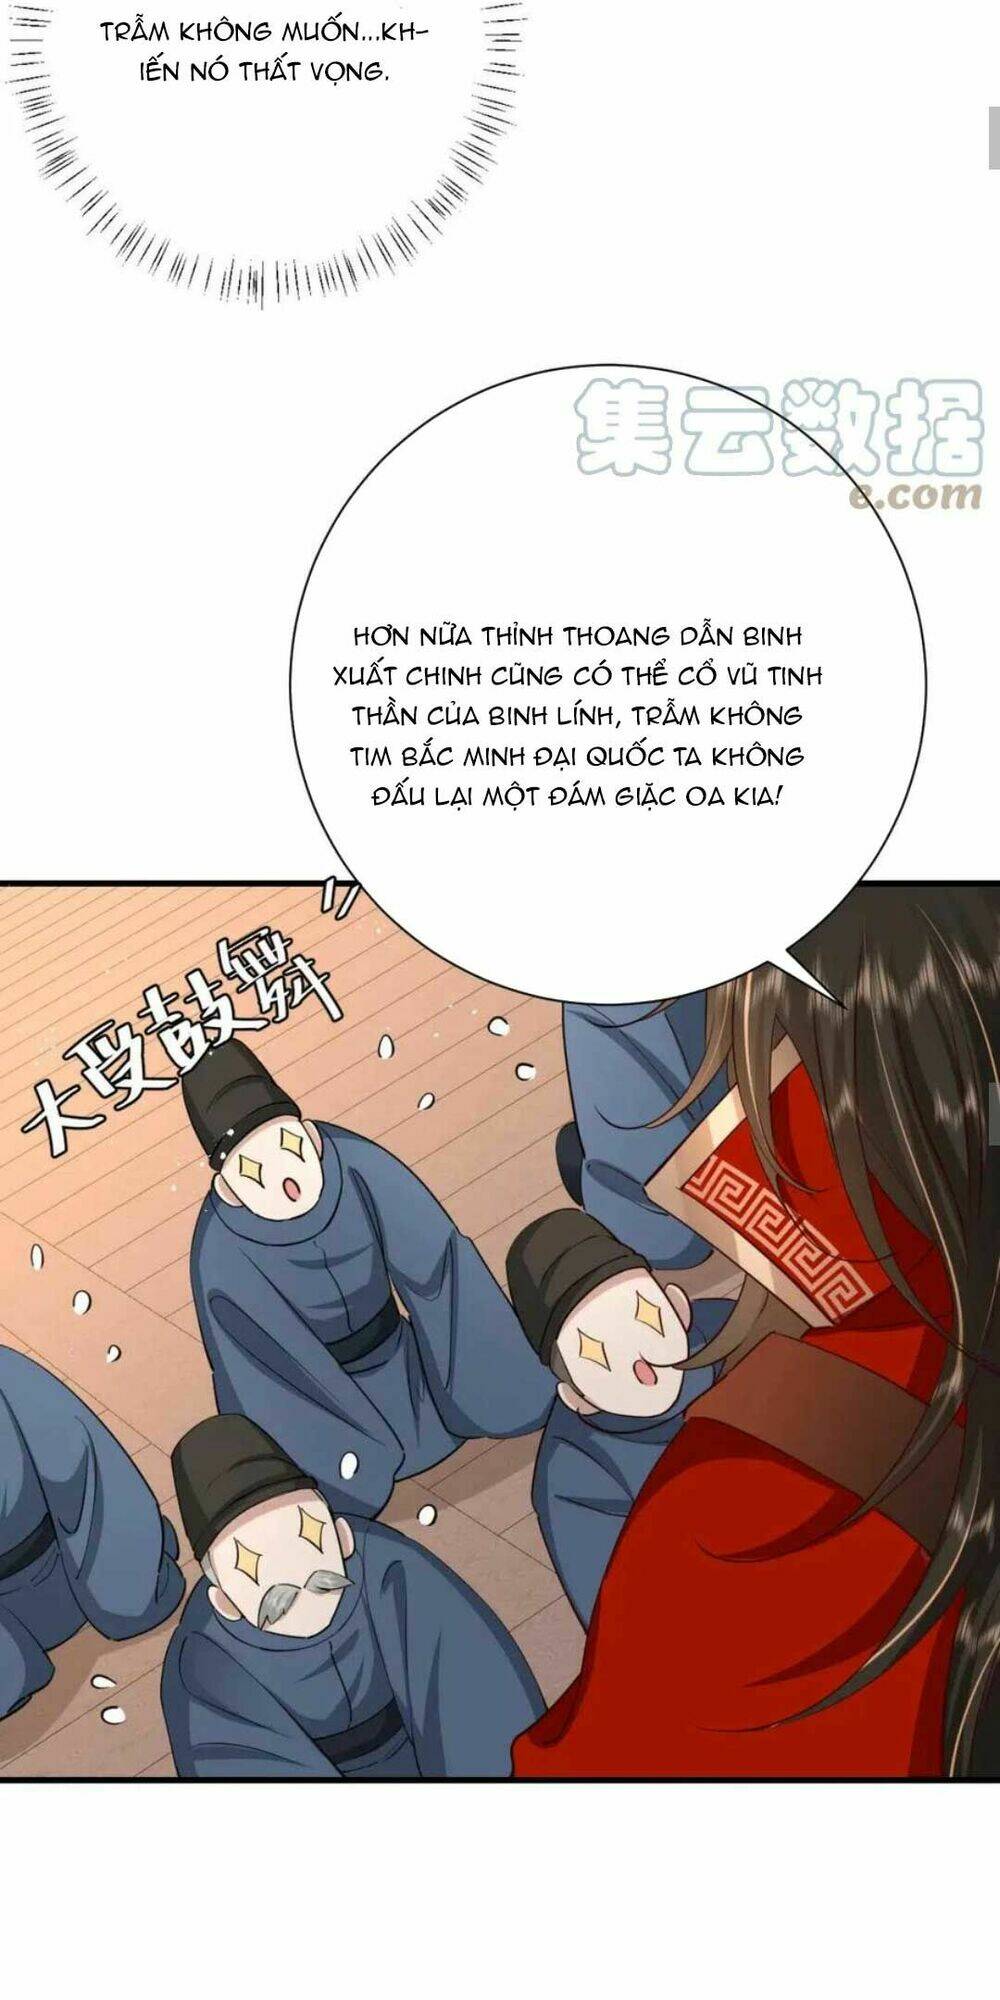 TRẪM KHÔNG MUỐN...KH-
IẾN NÓ THẤT VỌNG.
集云数据
e.com
HƠN NỮA THỈNH THOANG DẪN BINH
XUẤT CHINH CŨNG CÓ THỂ CỔ VŨ TINH
THẦN CỦA BINH LÍNH, TRẪM KHÔNG
TIM BẮC MINH ĐẠI QUỐC TA KHÔNG
ĐẤU LẠI MỘT ĐÁM GIẶC OA KIA!
大受鼓舞